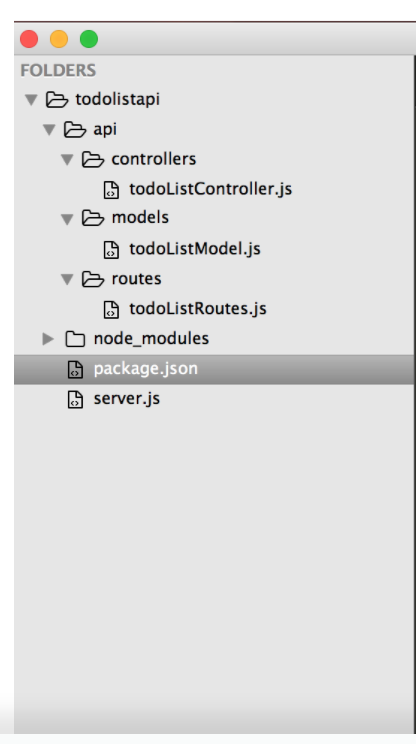 FOLDERS
todolistapi
api
controllers
todoListController.js
models
todoListModel.js
routes
todoListRoutes.js
node_modules
package.json
server.js